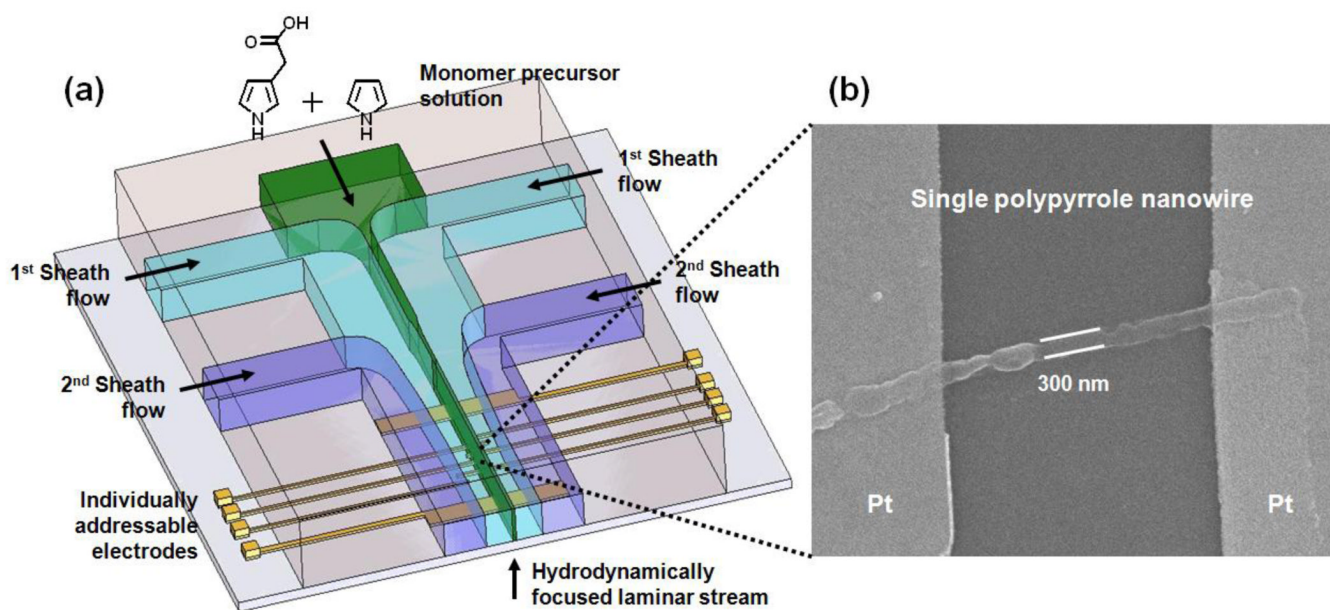 (a)
OH
O
N
H
+
N
H
Monomer precursor
solution
1st Sheath
flow
1st Sheath
flow
2nd Sheath
flow
2nd Sheath
flow
Individually
addressable
electrodes
Hydrodynamically
focused laminar stream
(b)
Single polypyrrole nanowire
300 nm
Pt
Pt